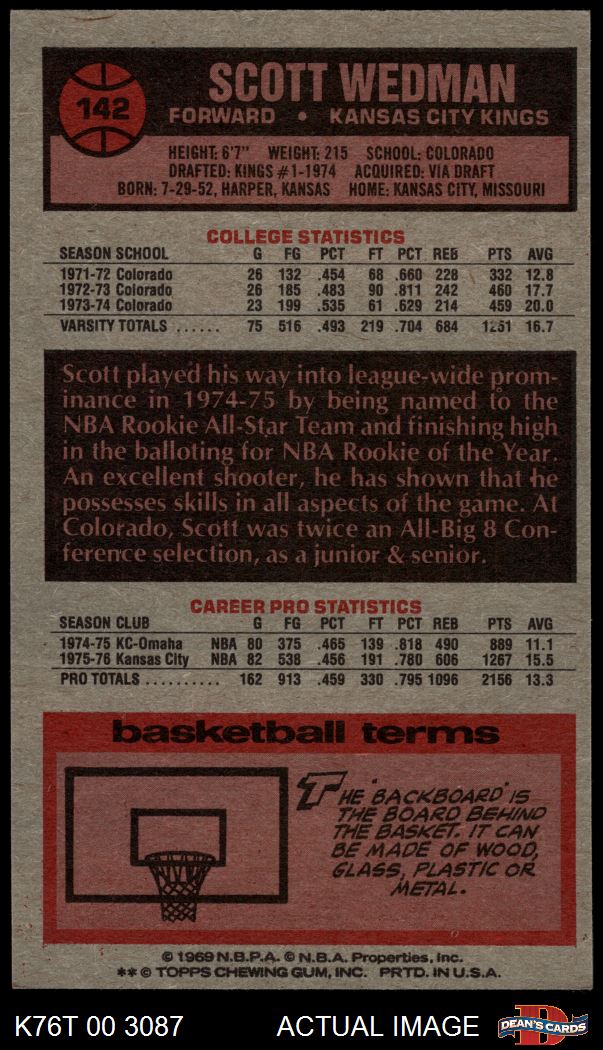 142
SCOTT WEDMAN
FORWARD • KANSAS CITY KINGS
HEIGHT: 6'7" WEIGHT: 215 SCHOOL: COLORADO
DRAFTED: KINGS #1-1974 ACQUIRED: VIA DRAFT
BORN: 7-29-52, HARPER, KANSAS HOME: KANSAS CITY, MISSOURI
COLLEGE STATISTICS
SEASON SCHOOL G FG PCT FT PCT REB PTS AVG
1971-72 Colorado 26 132 .454 68 .660 228 332 12.8
1972-73 Colorado 26 185 .483 90 .811 242 460 17.7
1973-74 Colorado 23 199 .535 61 .629 214 459 20.0
VARSITY TOTALS ...... 75 516 .493 219 .704 684 1251 16.7
Scott played his way into league-wide prom-
inance in 1974-75 by being named to the
NBA Rookie All-Star Team and finishing high
in the balloting for NBA Rookie of the Year.
An excellent shooter, he has shown that he
possesses skills in all aspects of the game. At
Colorado, Scott was twice an All-Big 8 Con-
ference selection, as a junior & senior.
CAREER PRO STATISTICS
SEASON CLUB G FG PCT FT PCT REB PTS AVG
1974-75 KC-Omaha NBA 80 375 .465 139 .818 490 889 11.1
1975-76 Kansas City NBA 82 538 .456 191 .780 606 1267 15.5
PRO TOTALS .......... 162 913 .459 330 .795 1096 2156 13.3
basketball terms
THE "BACKBOARD" IS
THE BOARD BEHIND
THE BASKET. IT CAN
BE MADE OF WOOD,
GLASS, PLASTIC OR
METAL.
© 1969 N.B.P.A. © N.B.A. Properties, Inc.
** © TOPPS CHEWING GUM, INC. PRTD. IN U.S.A.
K76T 00 3087 ACTUAL IMAGE
D
DEAN'S CARDS